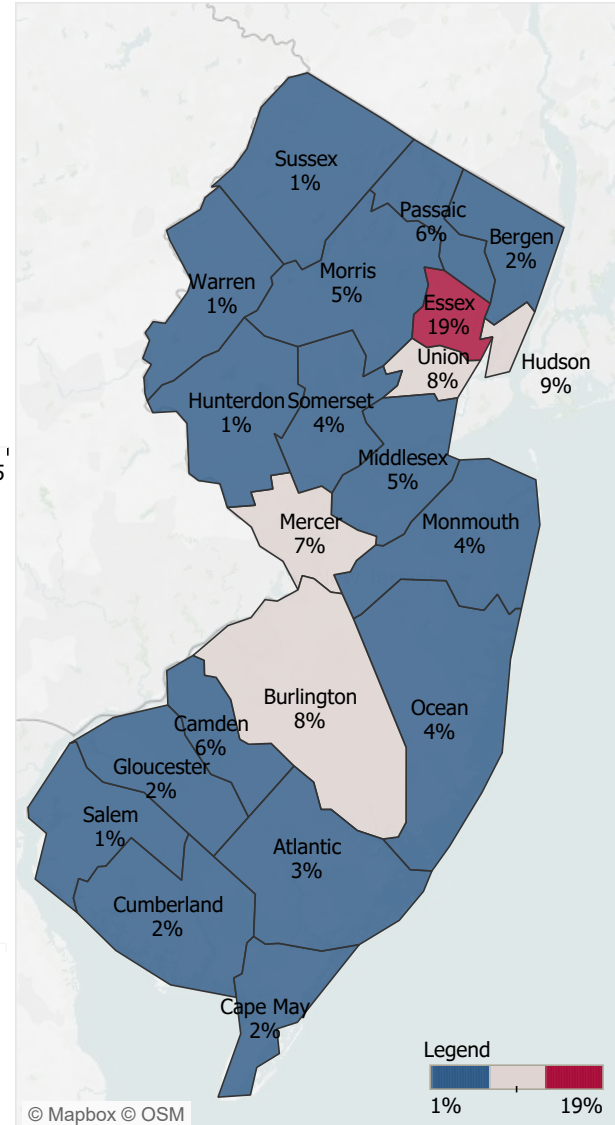 Sussex
1%
Passaic
6%
Bergen
2%
Warren
1%
Morris
5%
Essex
19%
Union
8%
Hudson
9%
Hunterdon
1%
Somerset
4%
Middlesex
5%
Mercer
7%
Monmouth
4%
Burlington
8%
Ocean
4%
Camden
6%
Gloucester
2%
Salem
1%
Atlantic
3%
Cumberland
2%
Cape May
2%
Legend
1% 19%
© Mapbox © OSM